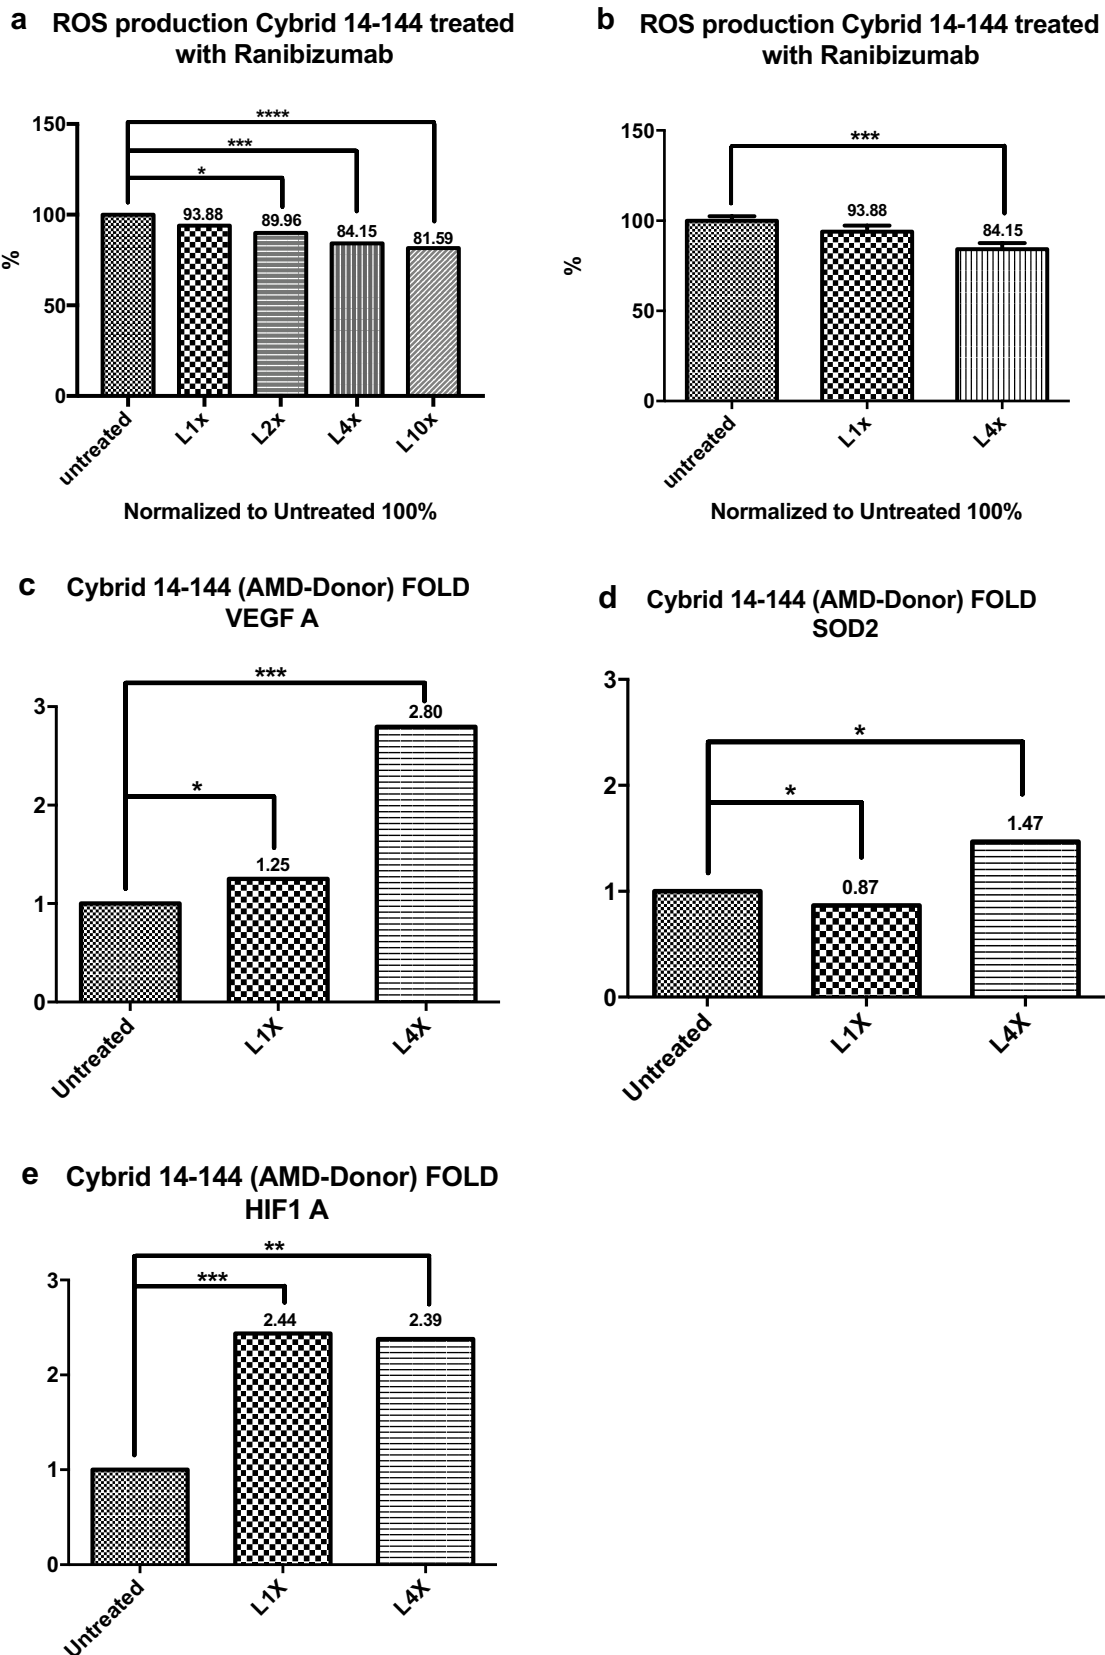 a ROS production Cybrid 14-144 treated
with Ranibizumab
****
***
*
150
100
50
0
%
93.88
89.96
84.15
81.59
untreated
L1x
L2x
L4x
L10x
Normalized to Untreated 100%
b ROS production Cybrid 14-144 treated
with Ranibizumab
***
150
100
50
0
%
93.88
84.15
untreated
L1x
L4x
Normalized to Untreated 100%
c Cybrid 14-144 (AMD-Donor) FOLD
VEGF A
***
*
3
2
1
0
1.25
2.80
Untreated
L1X
L4X
d Cybrid 14-144 (AMD-Donor) FOLD
SOD2
*
*
3
2
1
0
0.87
1.47
Untreated
L1X
L4X
e Cybrid 14-144 (AMD-Donor) FOLD
HIF1 A
**
***
3
2
1
0
2.44
2.39
Untreated
L1X
L4X